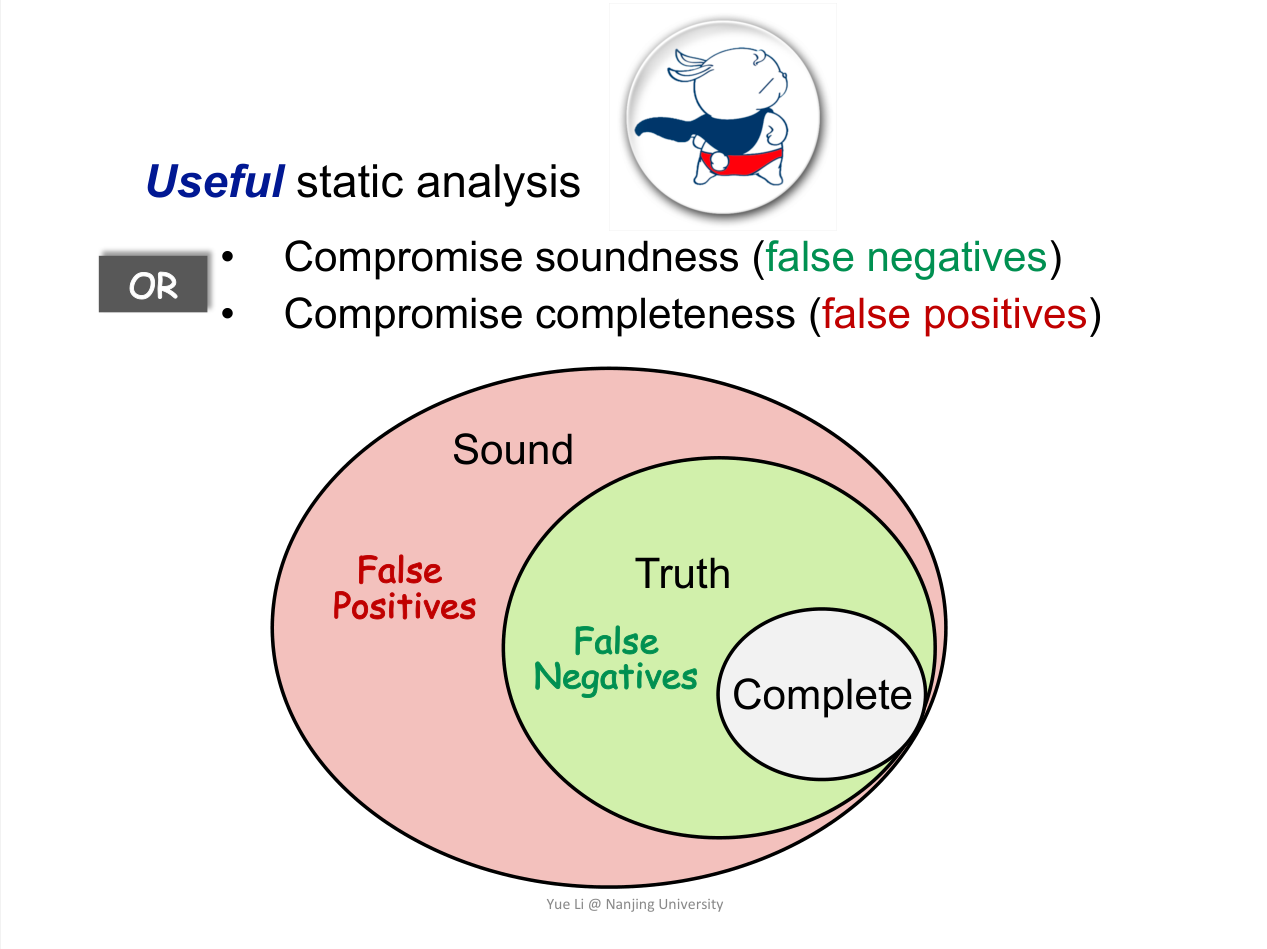 Useful static analysis
OR
• Compromise soundness (false negatives)
• Compromise completeness (false positives)
Sound
False
Positives
Truth
False
Negatives
Complete
Yue Li @ Nanjing University